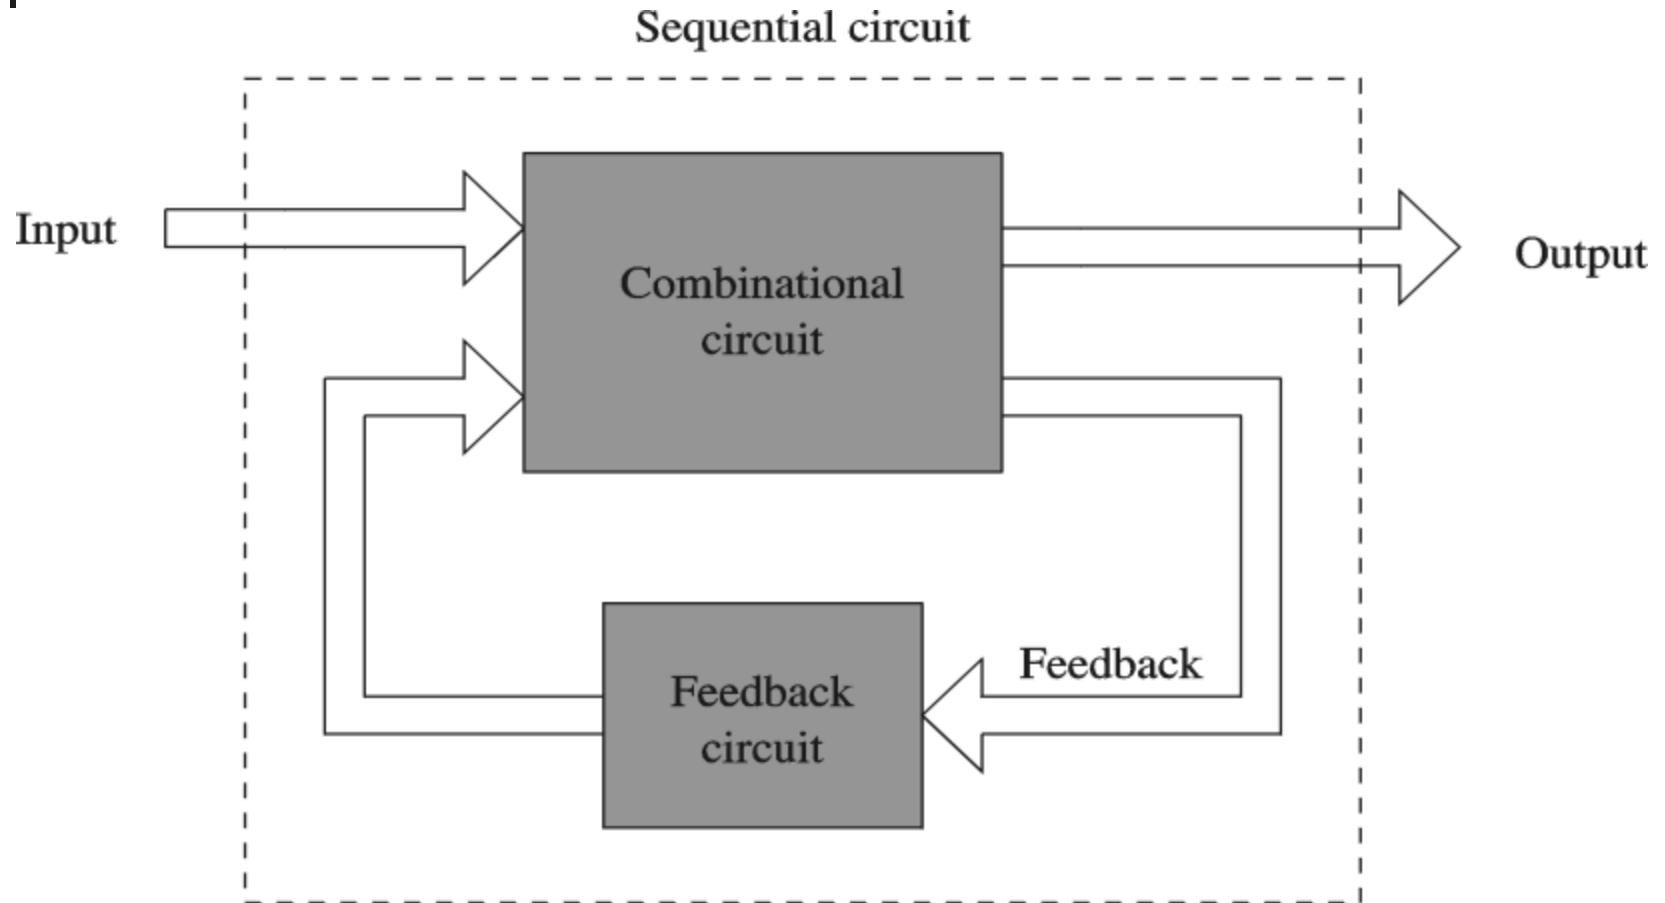 Sequential circuit
Input
Combinational
circuit
Output
Feedback
Feedback
circuit